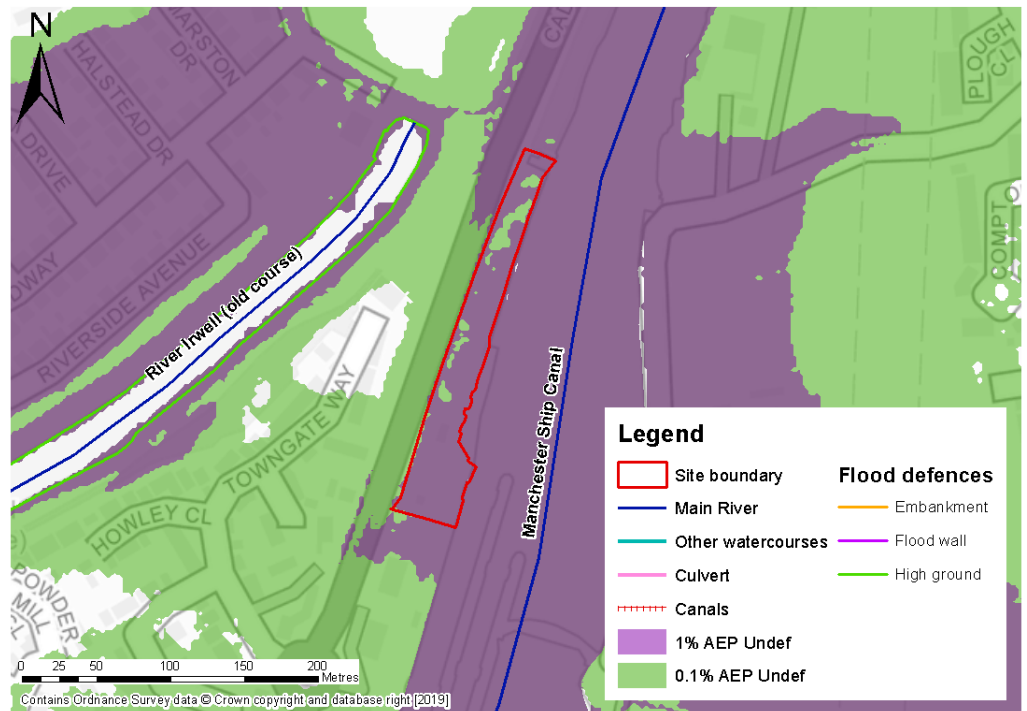 N
MARSTON
DR
HALSTEAD DR
DRIVE
RIVERSIDE AVENUE
River Irwell (old course)
TOWNGATE WAY
HOWLEY CL
POWDER
MILL
CL
CAD
PLOUGH
CL
COMPT
Manchester Ship Canal
Legend
Site boundary
Main River
Other watercourses
Culvert
Canals
1% AEP Undef
0.1% AEP Undef
Flood defences
Embankment
Flood wall
High ground
0 25 50 100 150 200
Metres
Contains Ordnance Survey data © Crown copyright and database right [2019]